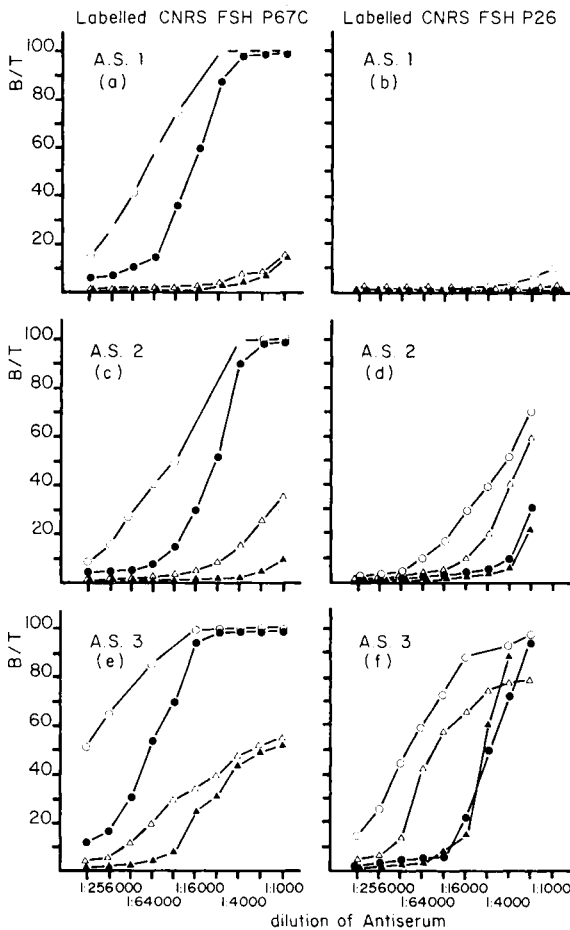 Labelled CNRS FSH P67C
Labelled CNRS FSH P26
B/T
100
80
60
40
20
A.S. 1
(a)
A.S. 1
(b)
B/T
100
80
60
40
20
A.S. 2
(c)
A.S. 2
(d)
B/T
100
80
60
40
20
A.S. 3
(e)
A.S. 3
(f)
1:256000
1:16000
1:1000
1:256000
1:16000
1:1000
1:64000
1:4000
1:64000
1:4000
dilution of Antiserum